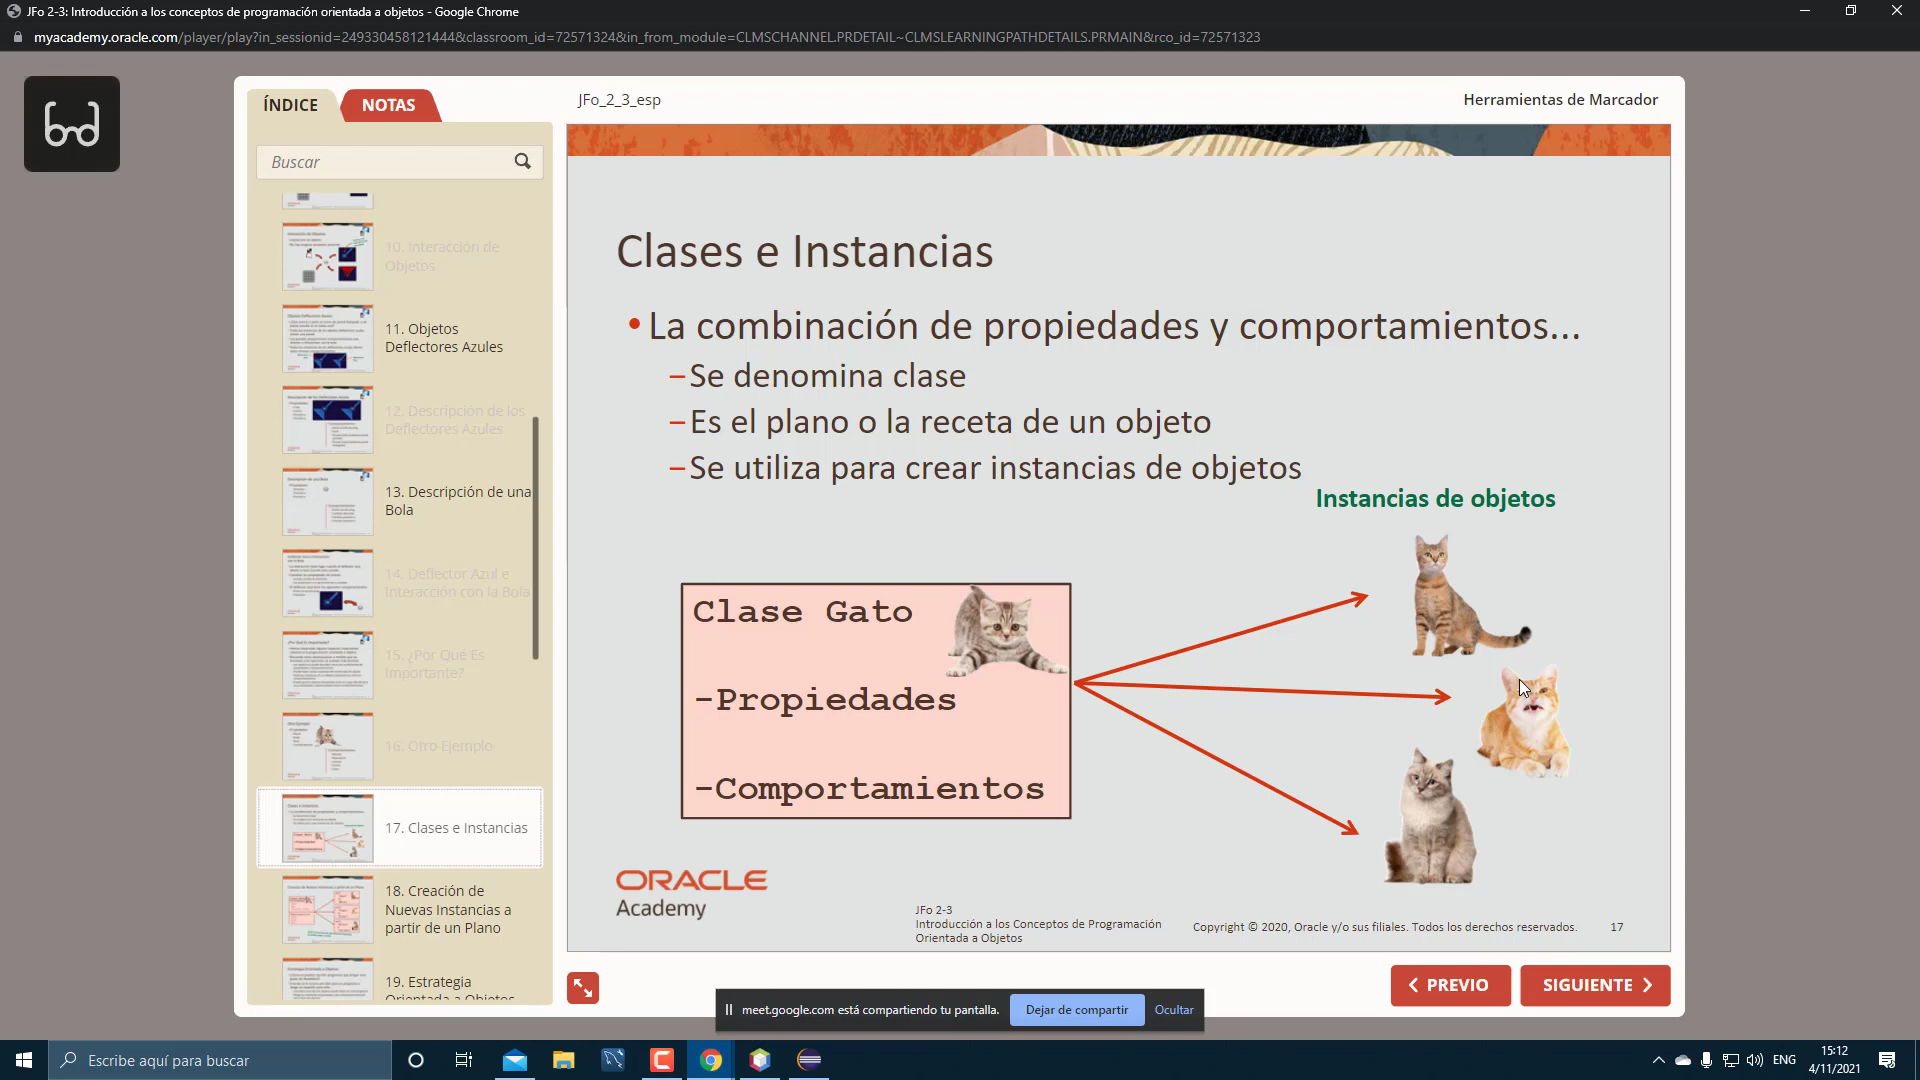 JFo 2-3: Introducción a los conceptos de programación orientada a objetos - Google Chrome
myacademy.oracle.com/player/play?in_sessionid=249330458121444&classroom_id=72571324&in_from_module=CLMSCHANNEL.PRDETAIL~CLMSLEARNINGPATHDETAILS.PRMAIN&rco_id=72571323
ÍNDICE
NOTAS
JFo_2_3_esp
Herramientas de Marcador
Buscar
10. Interacción de
Objetos
11. Objetos
Deflectores Azules
12. Descripción de los
Deflectores Azules
13. Descripción de una
Bola
14. Deflector Azul e
Interacción con la Bola
15. ¿Por Qué Es
Importante?
16. Otro Ejemplo
17. Clases e Instancias
18. Creación de
Nuevas Instancias a
partir de un Plano
19. Estrategia
Orientada a Objetos
Clases e Instancias
• La combinación de propiedades y comportamientos...
–Se denomina clase
–Es el plano o la receta de un objeto
–Se utiliza para crear instancias de objetos
Instancias de objetos
Clase Gato
-Propiedades
-Comportamientos
ORACLE
Academy
JFo 2-3
Introducción a los Conceptos de Programación
Orientada a Objetos
Copyright © 2020, Oracle y/o sus filiales. Todos los derechos reservados.
17
PREVIO
SIGUIENTE
meet.google.com está compartiendo tu pantalla.
Dejar de compartir
Ocultar
Escribe aquí para buscar
ENG
15:12
4/11/2021